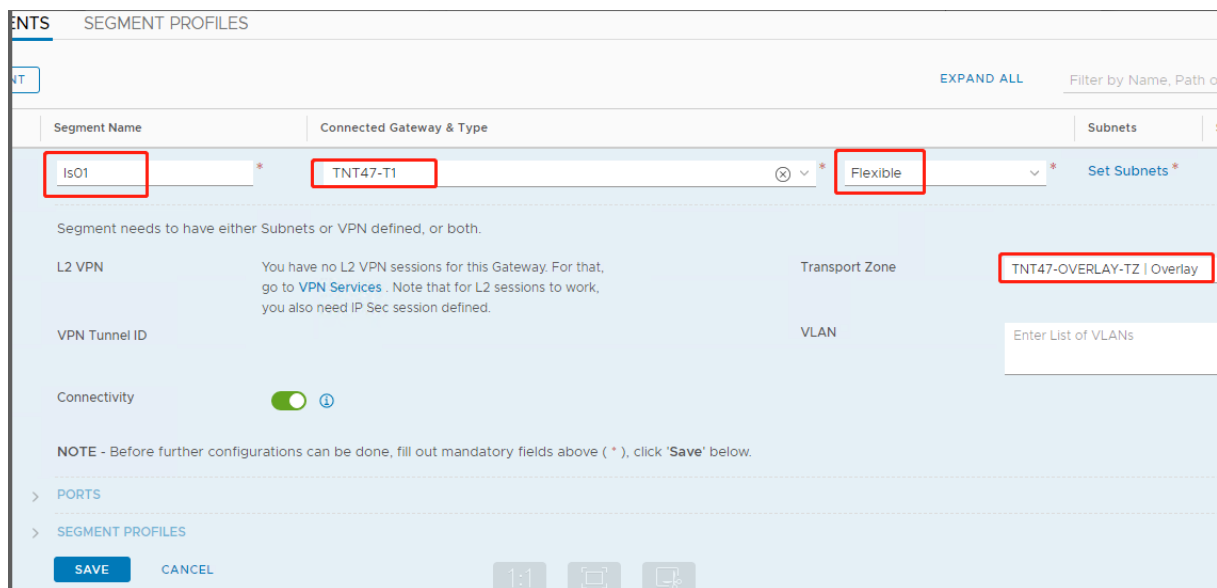 ENTS SEGMENT PROFILES
NT EXPAND ALL Filter by Name, Path o
Segment Name Connected Gateway & Type Subnets
ls01 * TNT47-T1 * Flexible * Set Subnets *
Segment needs to have either Subnets or VPN defined, or both.
L2 VPN You have no L2 VPN sessions for this Gateway. For that, Transport Zone TNT47-OVERLAY-TZ | Overlay
go to VPN Services . Note that for L2 sessions to work,
you also need IP Sec session defined.
VPN Tunnel ID VLAN Enter List of VLANs
Connectivity
NOTE - Before further configurations can be done, fill out mandatory fields above ( * ), click 'Save' below.
PORTS
SEGMENT PROFILES
SAVE CANCEL
1:1